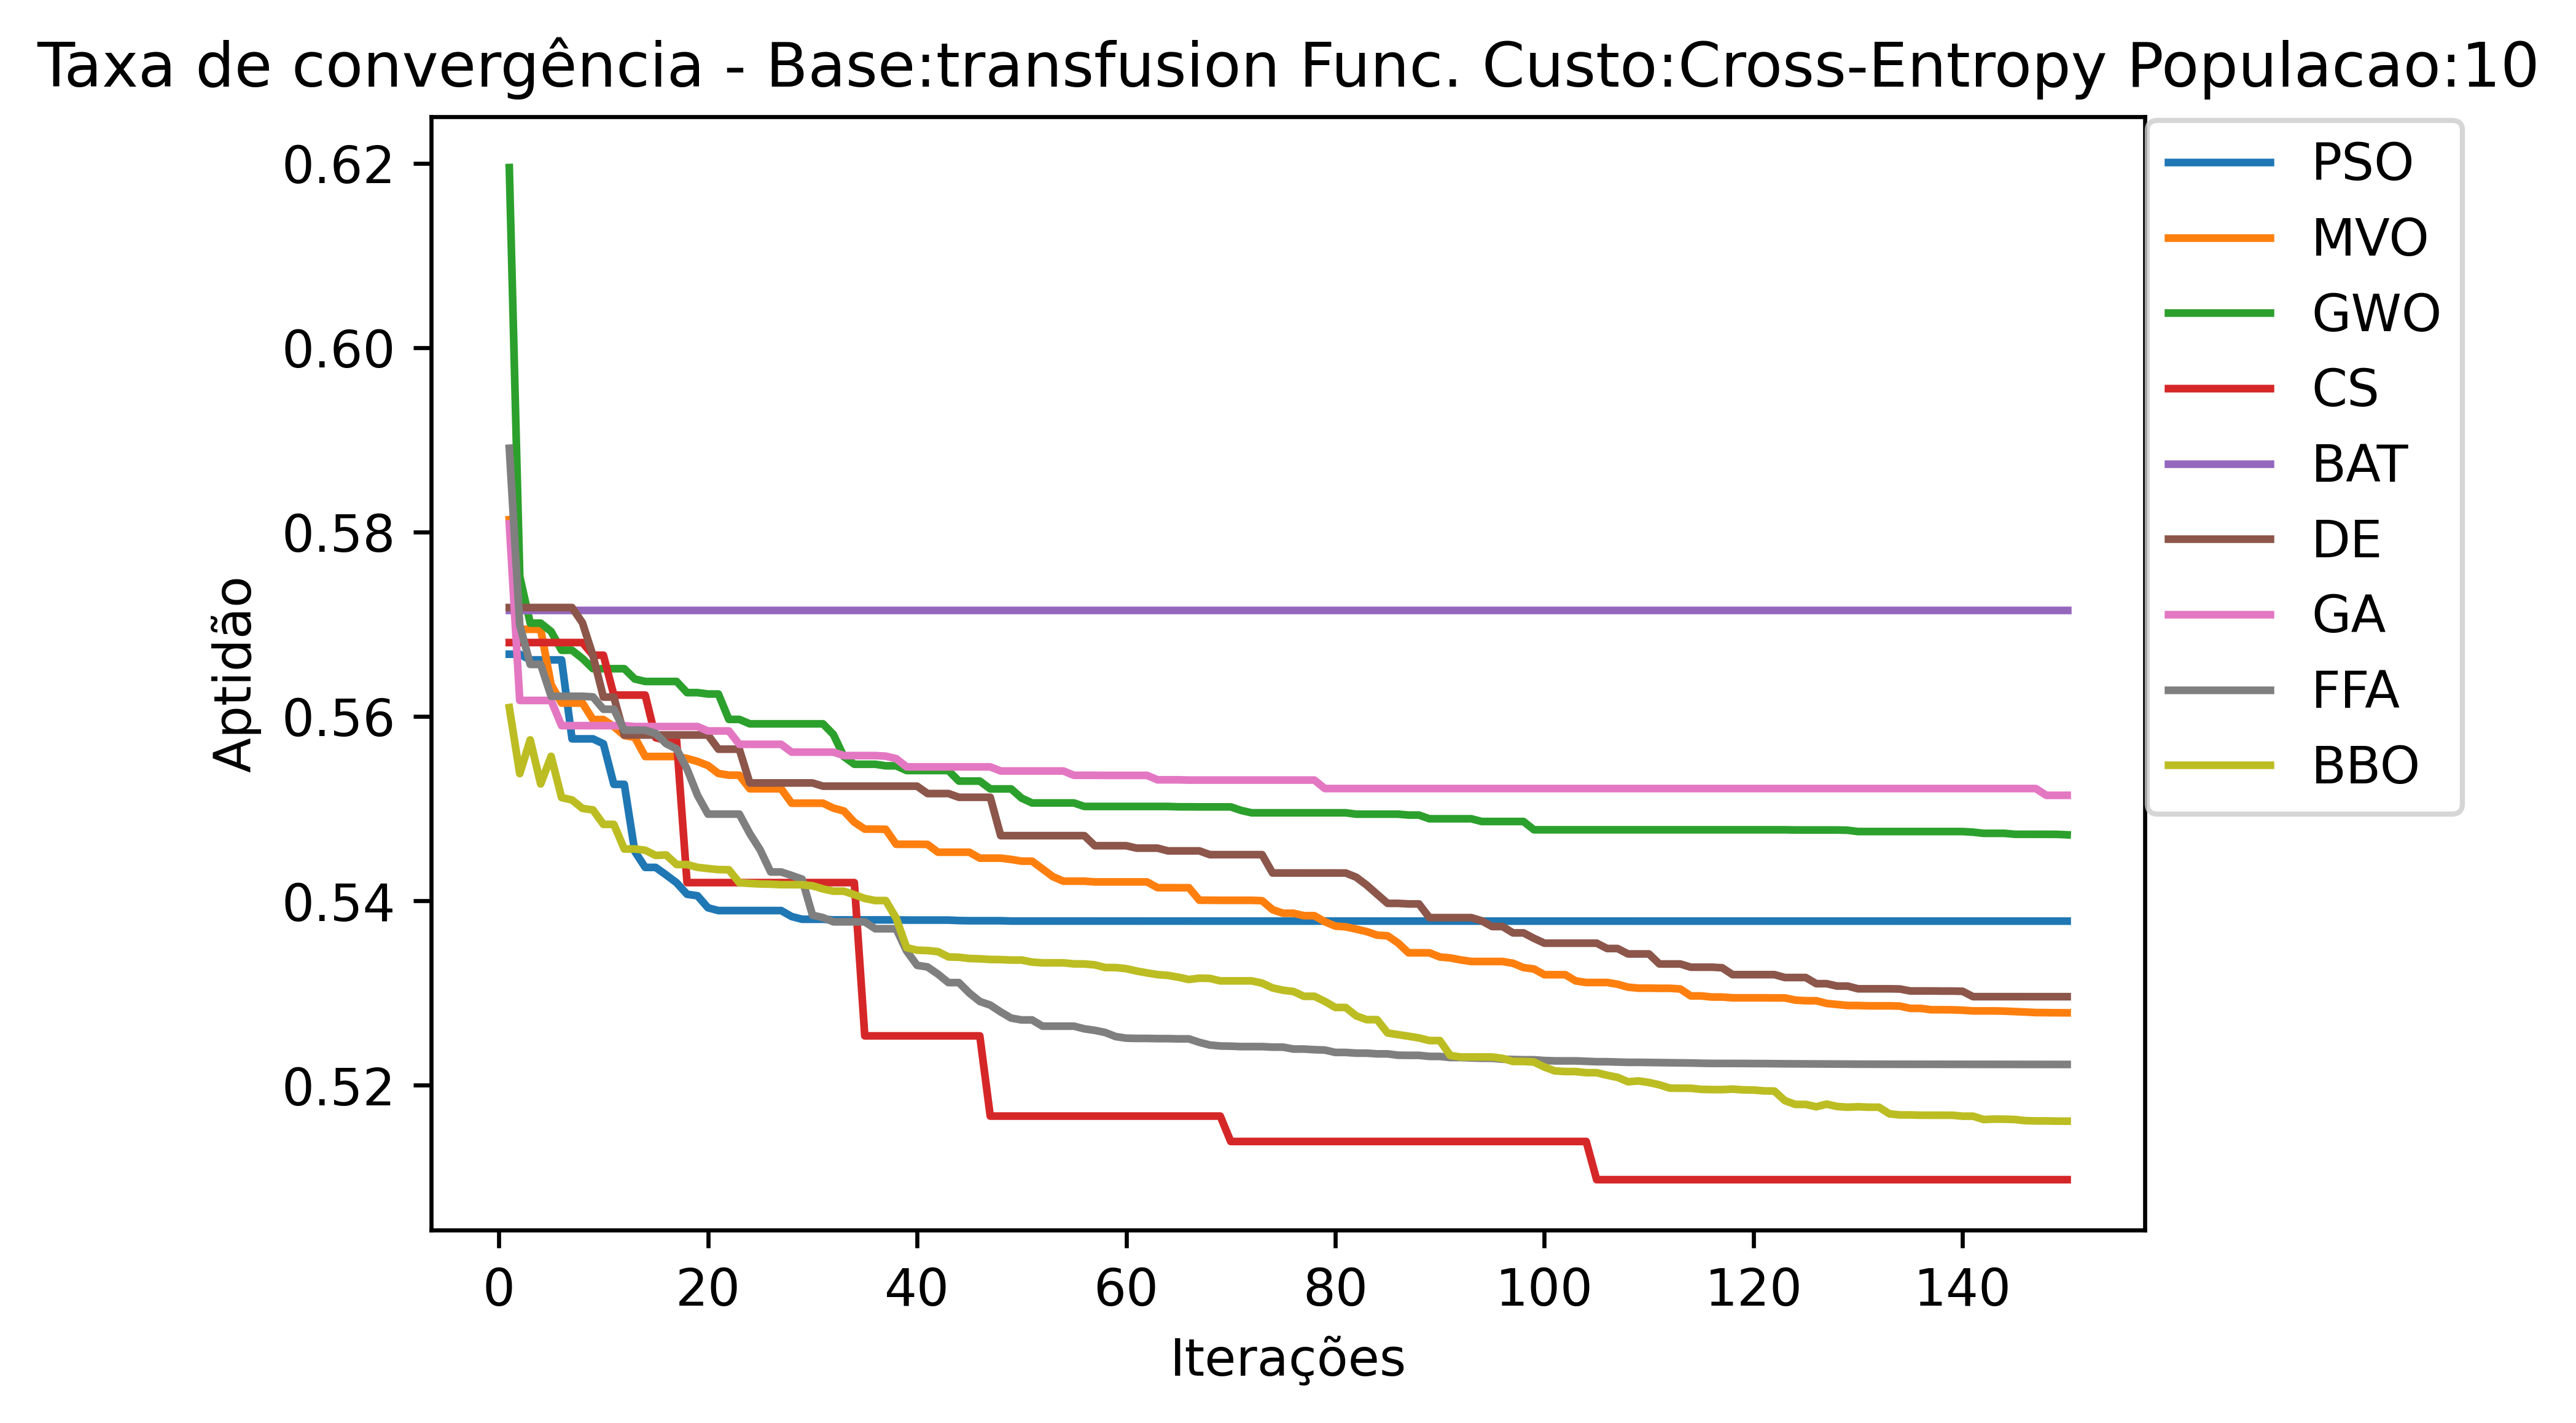 Taxa de convergência - Base:transfusion Func. Custo:Cross-Entropy Populacao:10
0.62
0.60
0.58
0.56
0.54
0.52
Aptidão
0
20
40
60
80
100
120
140
Iterações
PSO
MVO
GWO
CS
BAT
DE
GA
FFA
BBO